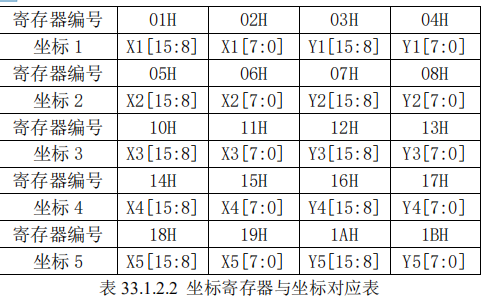 寄存器编号 01H 02H 03H 04H
坐标 1 X1[15:8] X1[7:0] Y1[15:8] Y1[7:0]
寄存器编号 05H 06H 07H 08H
坐标 2 X2[15:8] X2[7:0] Y2[15:8] Y2[7:0]
寄存器编号 10H 11H 12H 13H
坐标 3 X3[15:8] X3[7:0] Y3[15:8] Y3[7:0]
寄存器编号 14H 15H 16H 17H
坐标 4 X4[15:8] X4[7:0] Y4[15:8] Y4[7:0]
寄存器编号 18H 19H 1AH 1BH
坐标 5 X5[15:8] X5[7:0] Y5[15:8] Y5[7:0]
表 33.1.2.2 坐标寄存器与坐标对应表